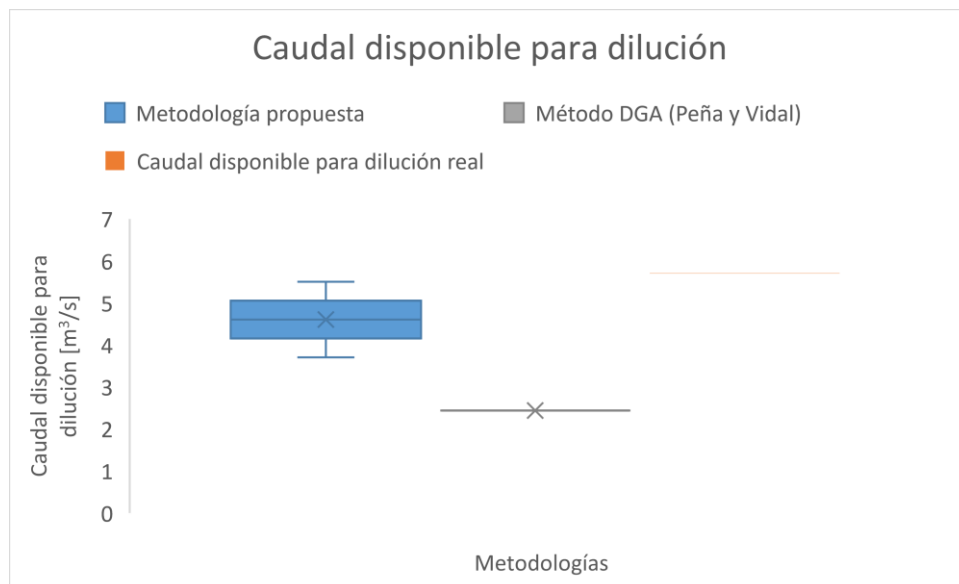 Caudal disponible para dilución
Metodología propuesta
Método DGA (Peña y Vidal)
Caudal disponible para dilución real
Caudal disponible para
dilución [m³/s]
7
6
5
4
3
2
1
0
Metodologías